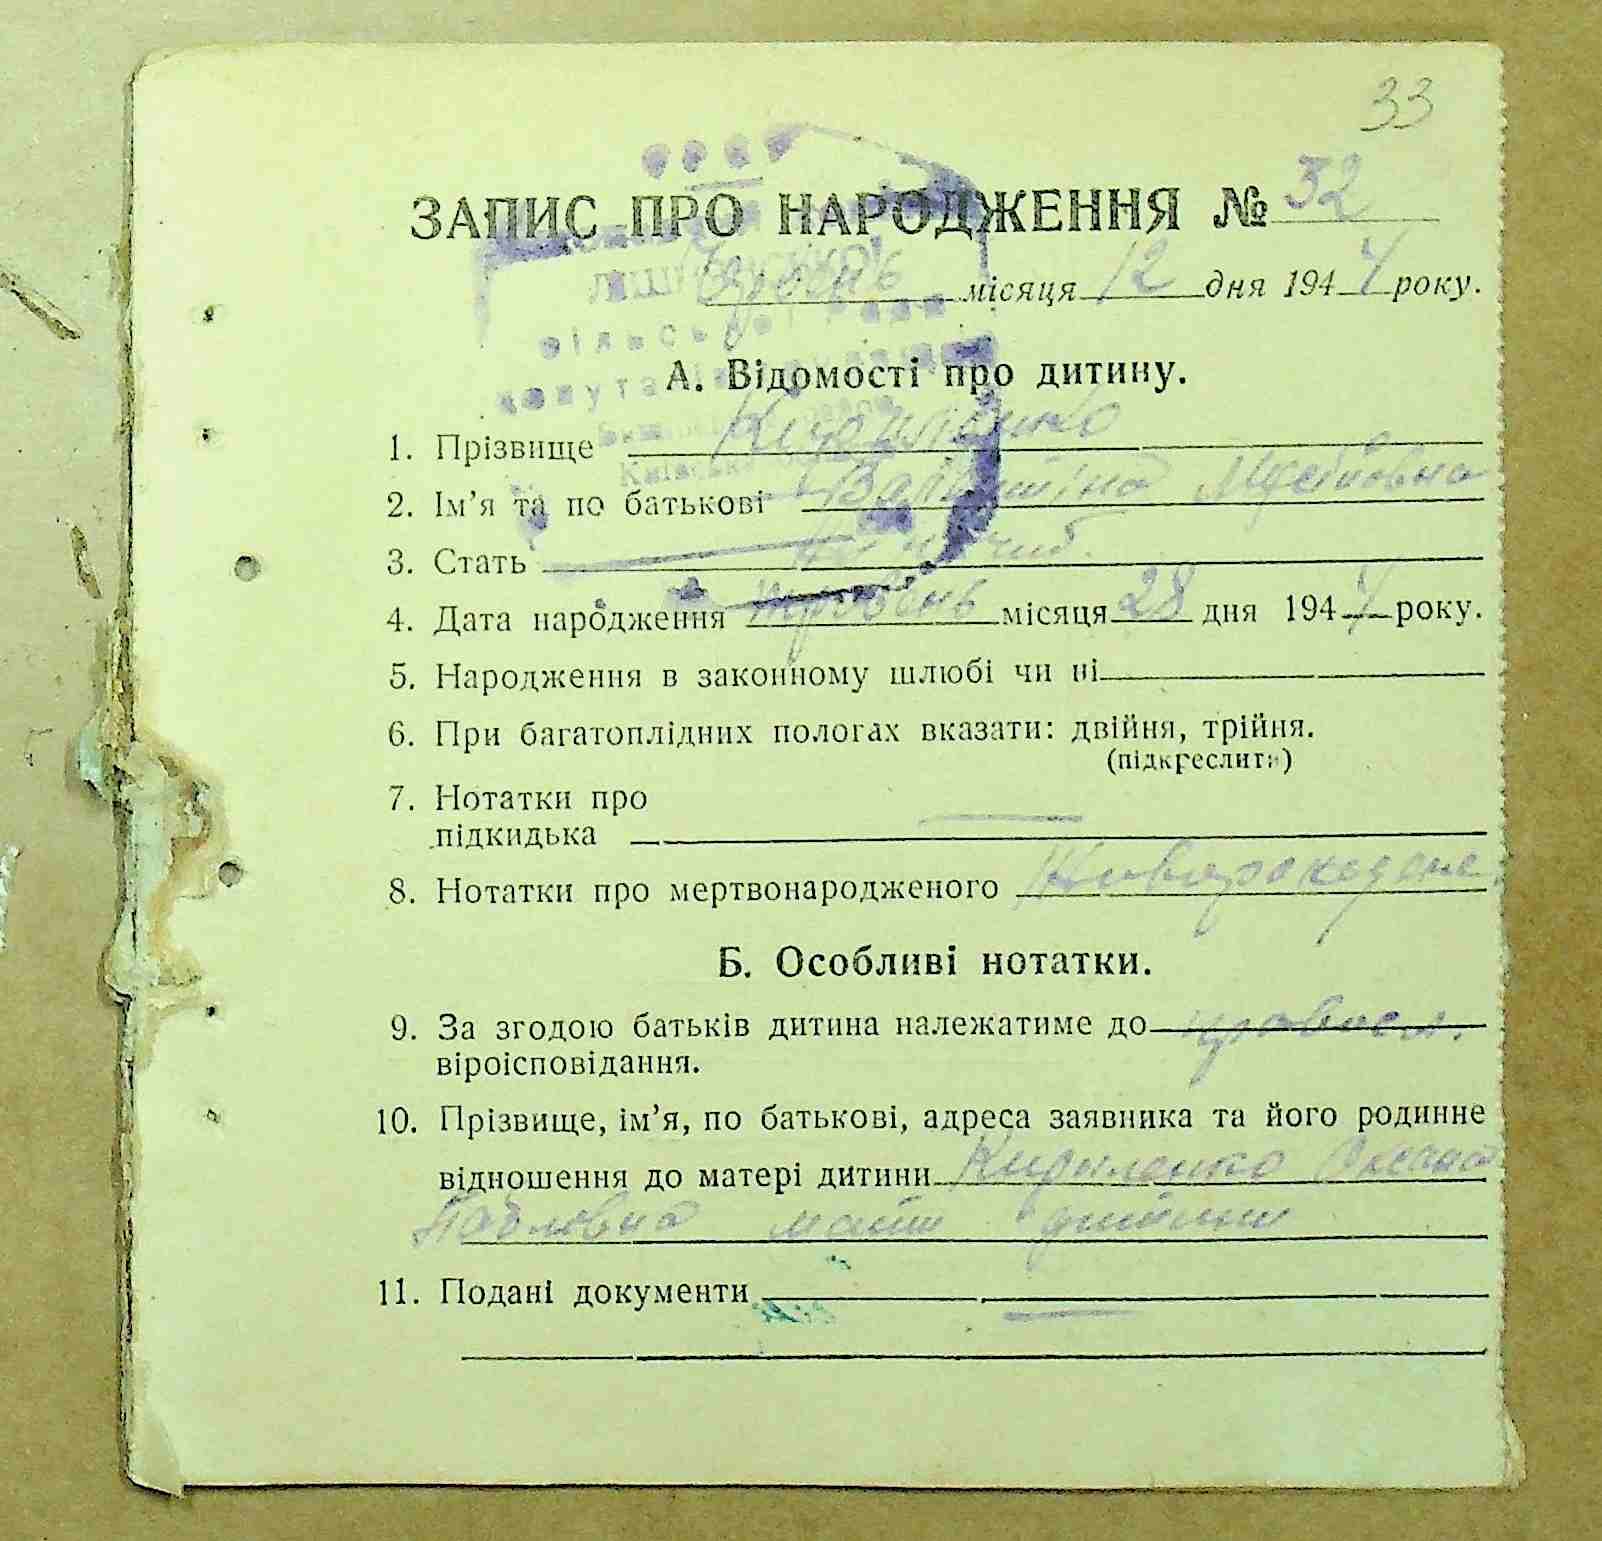 33
ЗАПИС ПРО НАРОДЖЕННЯ № 32
місяця 12 дня 1944 року.
А. Відомості про дитину.
1. Прізвище Кириленко
2. Ім’я та по батькові Валентина
3. Стать
4. Дата народження травень місяця 28 дня 1944 року.
5. Народження в законному шлюбі чи ні
6. При багатоплідних пологах вказати: двійня, трійня.
(підкреслити)
7. Нотатки про
підкидька
8. Нотатки про мертвонародженого
Б. Особливі нотатки.
9. За згодою батьків дитина належатиме до
віроісповідання.
10. Прізвище, ім’я, по батькові, адреса заявника та його родинне
відношення до матері дитини Кириленко Оксана
Павловна мати дитини
11. Подані документи